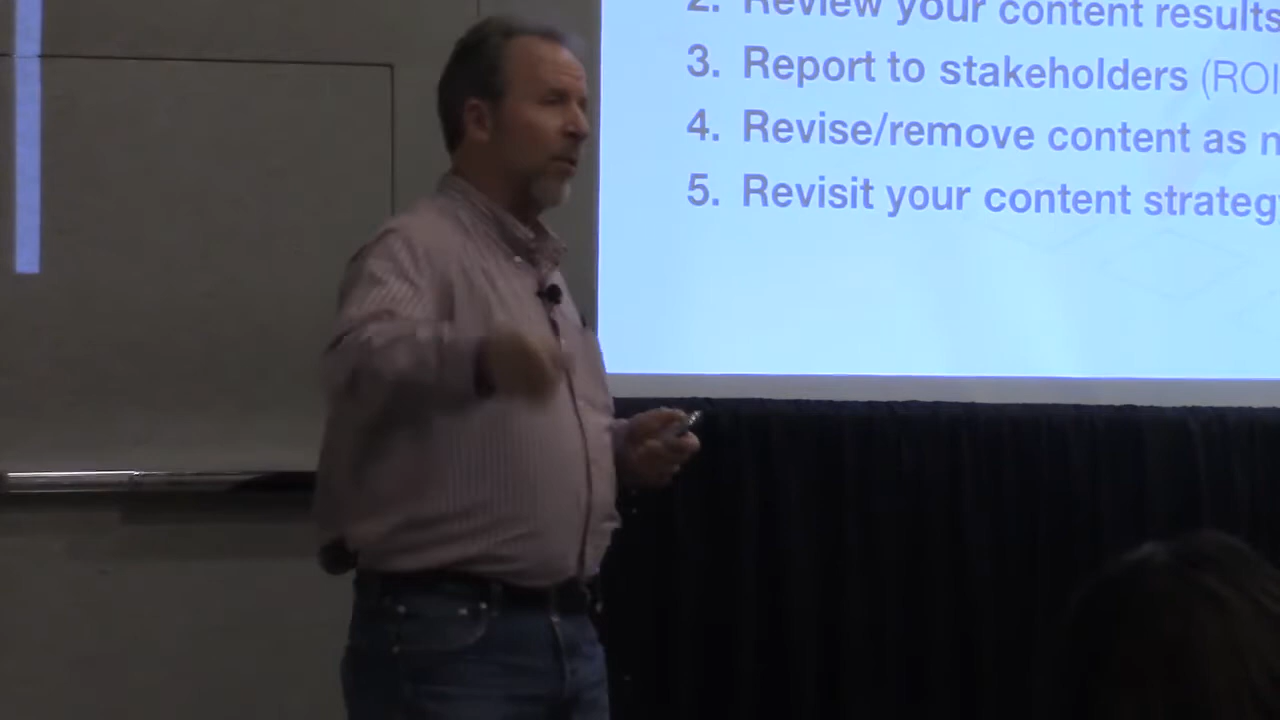 2. Review your content results
3. Report to stakeholders (ROI
4. Revise/remove content as n
5. Revisit your content strategy